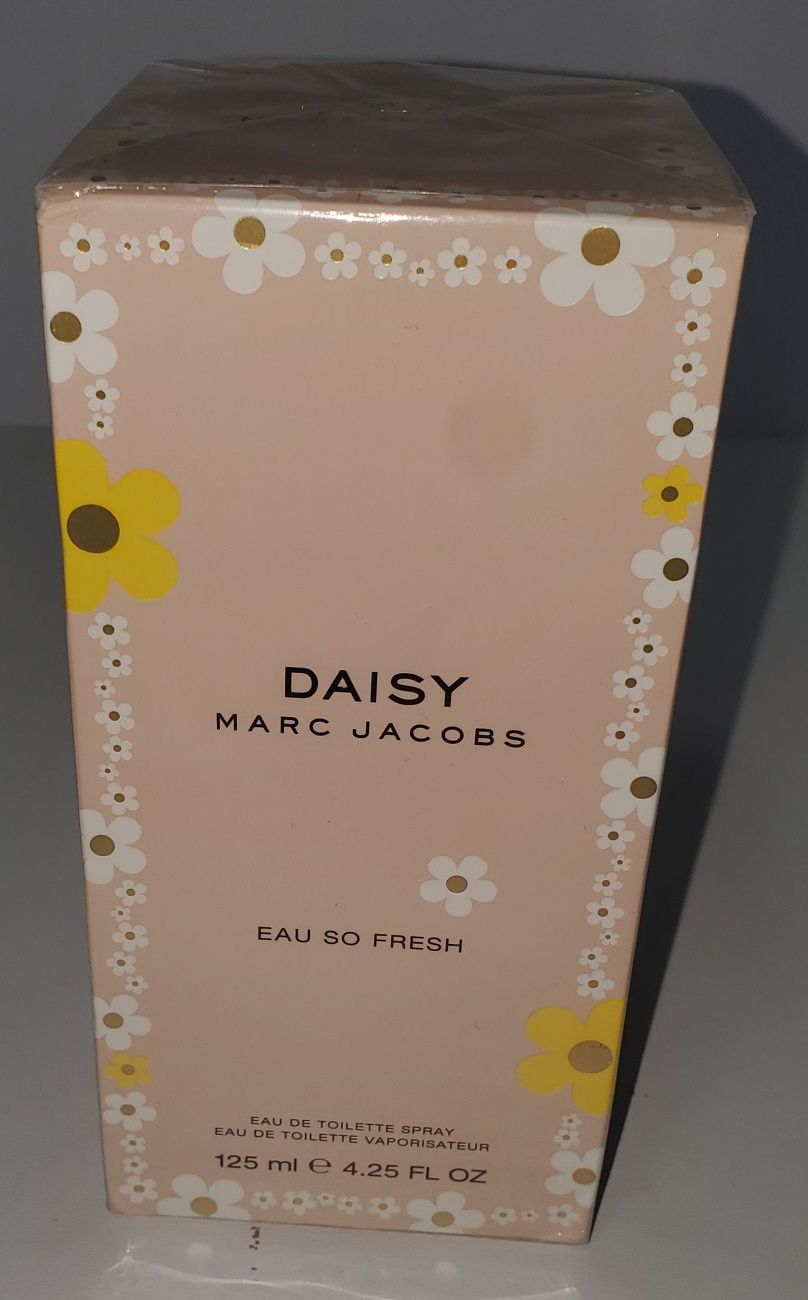 DAISY
MARC JACOBS
EAU SO FRESH
EAU DE TOILETTE SPRAY
EAU DE TOILETTE VAPORISATEUR
125 ml ℮ 4.25 FL OZ